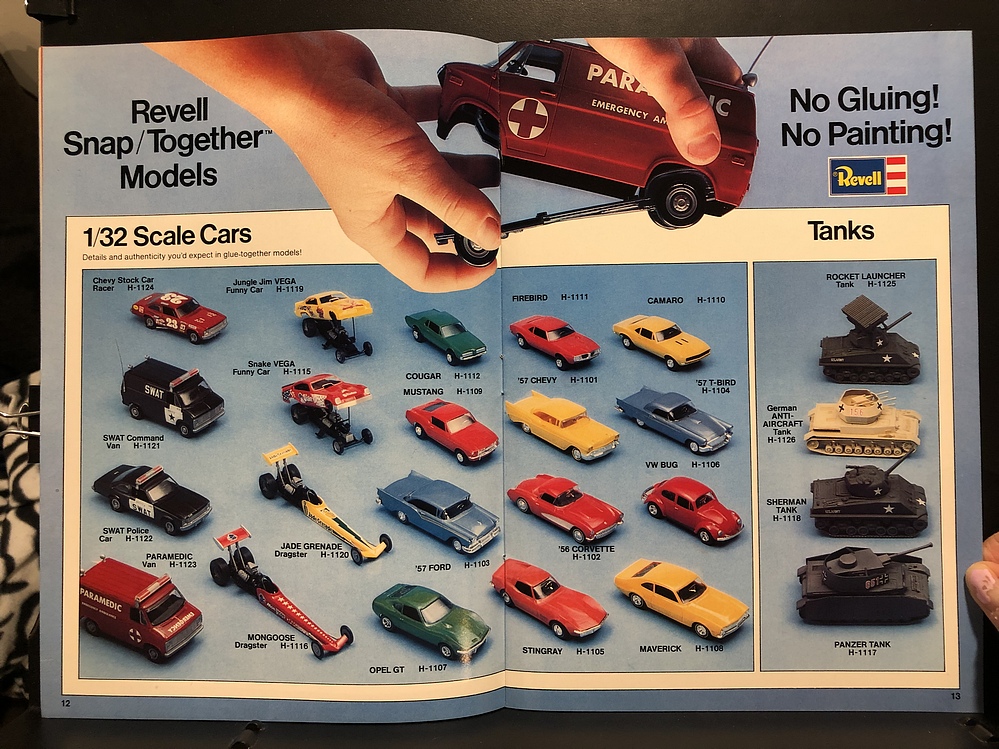 Revell
Snap/Together™
Models
No Gluing!
No Painting!
Revell
PARA
IC
EMERGENCY AM
1/32 Scale Cars
Details and authenticity you'd expect in glue-together models!
Tanks
Chevy Stock Car
Racer H-1124
23
Jungle Jim VEGA
Funny Car H-1119
COUGAR H-1112
FIREBIRD H-1111
CAMARO H-1110
SWAT
SWAT Command
Van H-1121
Snake VEGA
Funny Car H-1115
MUSTANG H-1109
'57 CHEVY H-1101
'57 T-BIRD
H-1104
SWAT
SWAT Police
Car H-1122
JADE GRENADE
Dragster H-1120
'57 FORD H-1103
'56 CORVETTE
H-1102
VW BUG H-1106
PARAMEDIC
Van H-1123
PARAMEDIC
MONGOOSE
Dragster H-1116
OPEL GT H-1107
STINGRAY H-1105
MAVERICK H-1108
ROCKET LAUNCHER
Tank H-1125
German
ANTI-
AIRCRAFT
Tank
H-1126
156
SHERMAN
TANK
H-1118
PANZER TANK
H-1117
12
13